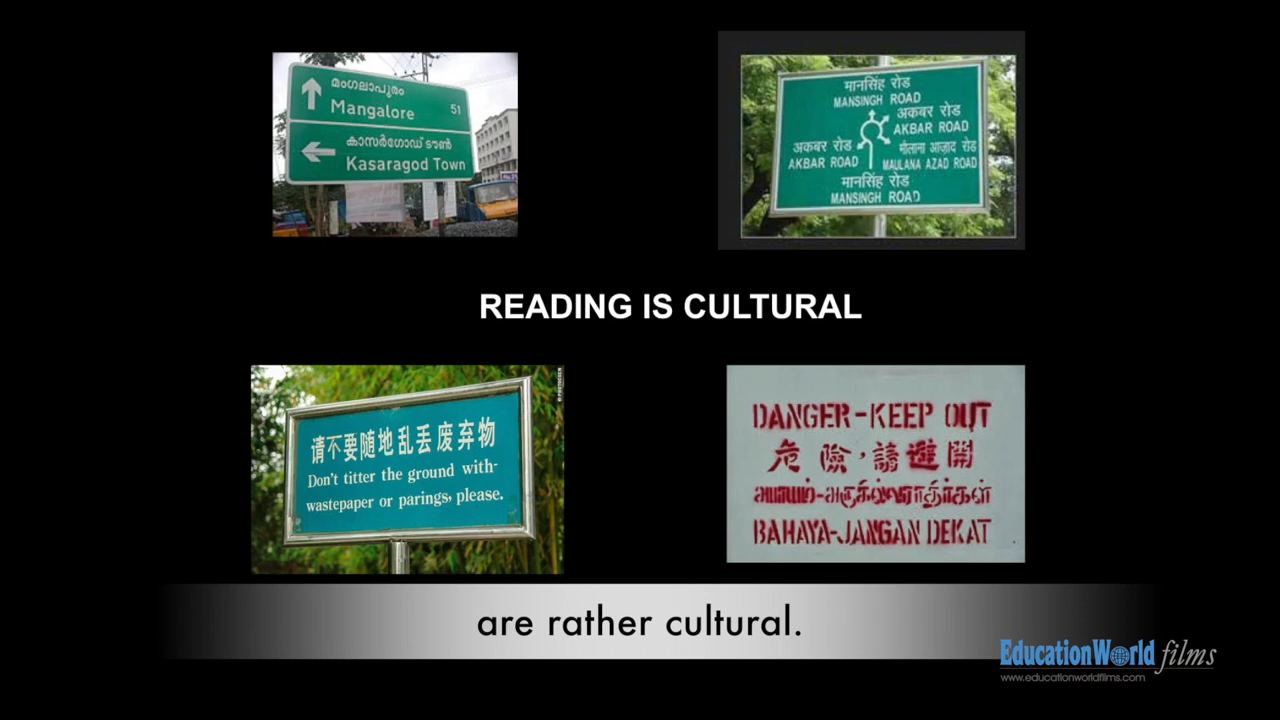 മംഗലാപുരം
Mangalore 51
കാസർഗോഡ് ടൗൺ
Kasaragod Town
मानसिंह रोड
MANSINGH ROAD
अकबर रोड
AKBAR ROAD
अकबर रोड
AKBAR ROAD
मौलाना आज़ाद रोड
MAULANA AZAD ROAD
मानसिंह रोड
MANSINGH ROAD
READING IS CULTURAL
请不要随地乱丢废弃物
Don't titter the ground with-
wastepaper or parings, please.
DANGER-KEEP OUT
危險,請避開
BAHAYA-JANGAN DEKAT
are rather cultural.
EducationWorld films
www.educationworldfilms.com